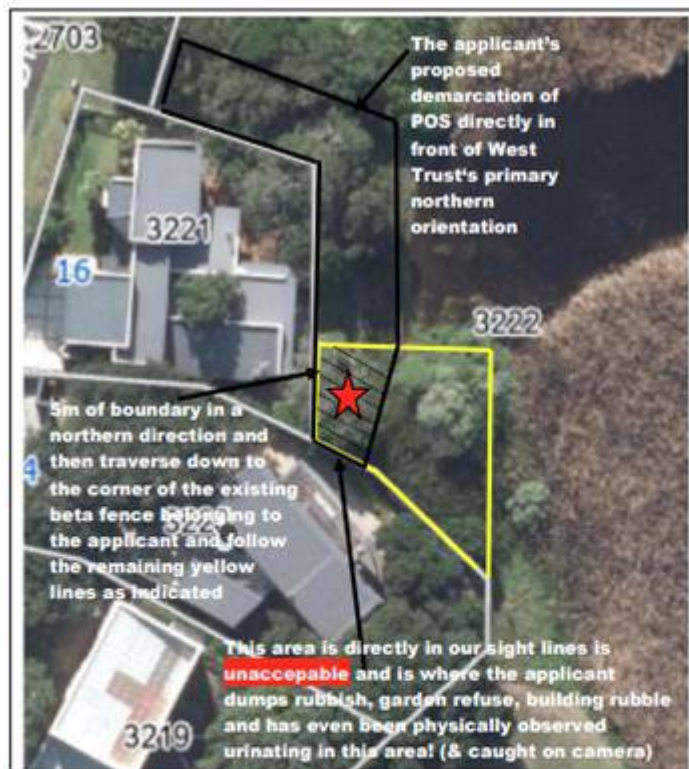 2703
The applicant's
proposed
demarcation of
POS directly in
front of West
Trust's primary
northern
orientation
3221
16
3222
5m of boundary in a
northern direction and
then traverse down to
the corner of the existing
beta fence belonging to
the applicant and follow
the remaining yellow
lines as indicated
4
This area is directly in our sight lines is
unaccepable and is where the applicant
dumps rubbish, garden refuse, building rubble
and has even been physically observed
urinating in this area! (& caught on camera)
3219